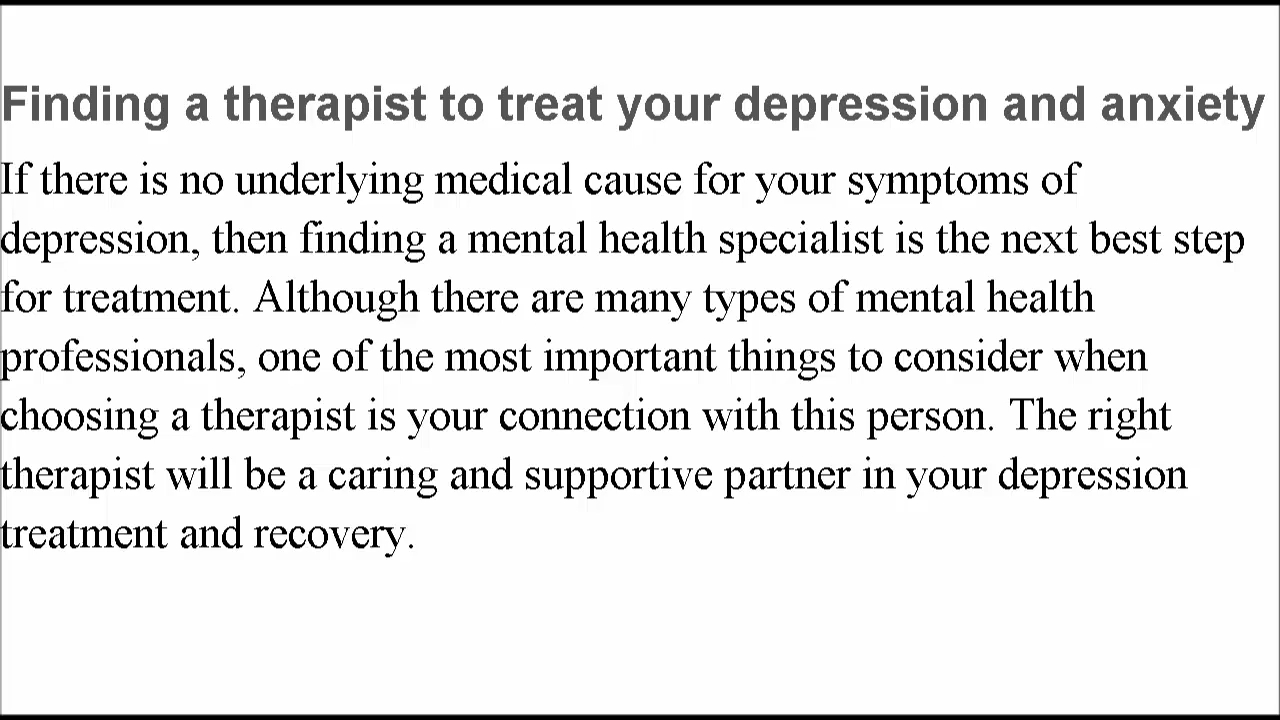 Finding a therapist to treat your depression and anxiety
If there is no underlying medical cause for your symptoms of
depression, then finding a mental health specialist is the next best step
for treatment. Although there are many types of mental health
professionals, one of the most important things to consider when
choosing a therapist is your connection with this person. The right
therapist will be a caring and supportive partner in your depression
treatment and recovery.